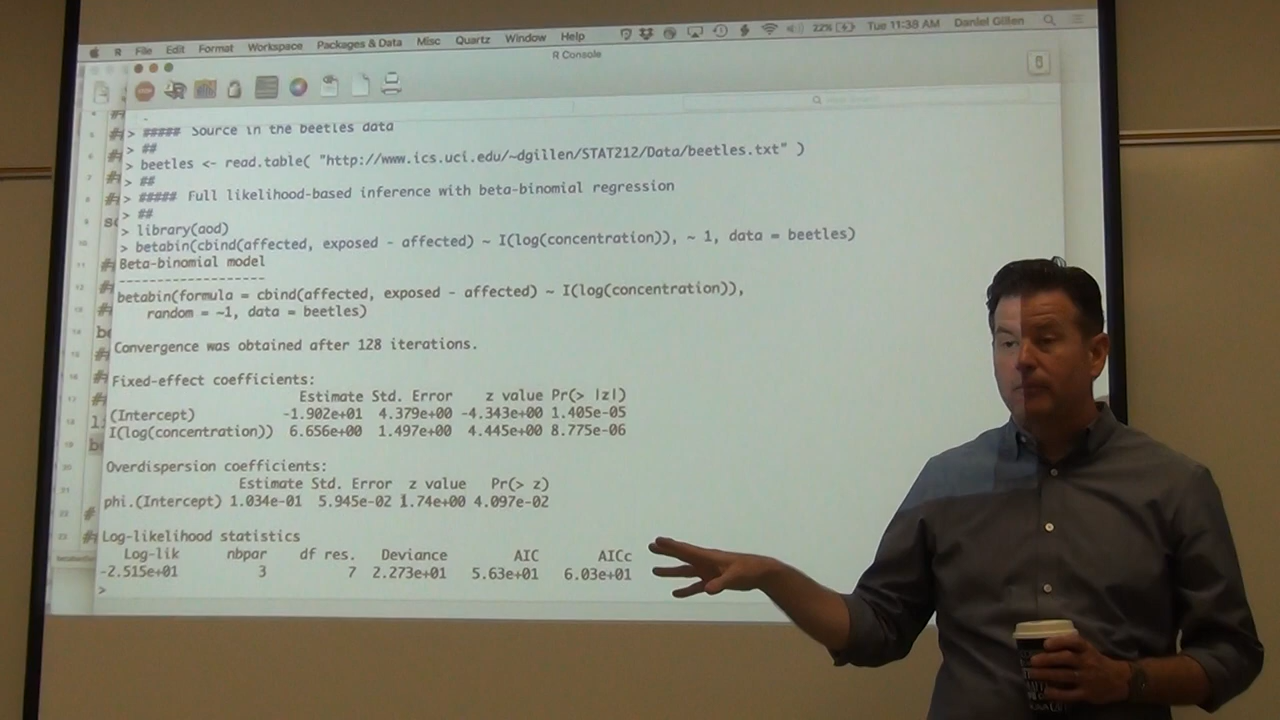 R File Edit Format Workspace Packages & Data Misc Quartz Window Help 22% Tue 11:38 AM Daniel Gillen
R Console
> ##### Source in the beetles data
> ##
> beetles <- read.table( "http://www.ics.uci.edu/~dgillen/STAT212/Data/beetles.txt" )
> ##
> ##### Full likelihood-based inference with beta-binomial regression
> ##
> library(aod)
> betabin(cbind(affected, exposed - affected) ~ I(log(concentration)), ~ 1, data = beetles)
Beta-binomial model
-------------------
betabin(formula = cbind(affected, exposed - affected) ~ I(log(concentration)),
random = ~1, data = beetles)
Convergence was obtained after 128 iterations.
Fixed-effect coefficients:
Estimate Std. Error z value Pr(> |z|)
(Intercept) -1.902e+01 4.379e+00 -4.343e+00 1.405e-05
I(log(concentration)) 6.656e+00 1.497e+00 4.445e+00 8.775e-06
Overdispersion coefficients:
Estimate Std. Error z value Pr(> z)
phi.(Intercept) 1.034e-01 5.945e-02 1.74e+00 4.097e-02
Log-likelihood statistics
Log-lik nbpar df res. Deviance AIC AICc
-2.515e+01 3 7 2.273e+01 5.63e+01 6.03e+01
>